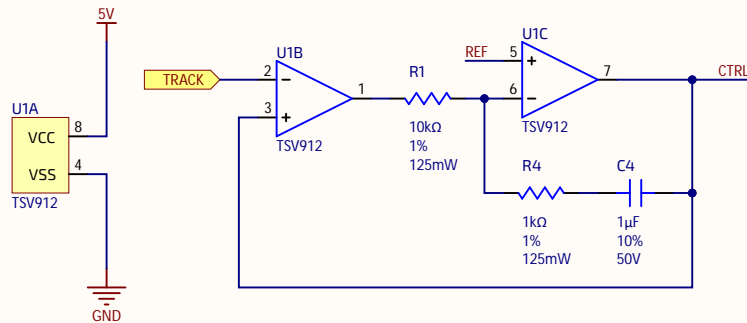 5V
U1A
VCC
8
VSS
4
TSV912
GND
TRACK
U1B
2
3
1
TSV912
R1
10kΩ
1%
125mW
REF
U1C
5
6
7
TSV912
CTRL
R4
1kΩ
1%
125mW
C4
1µF
10%
50V